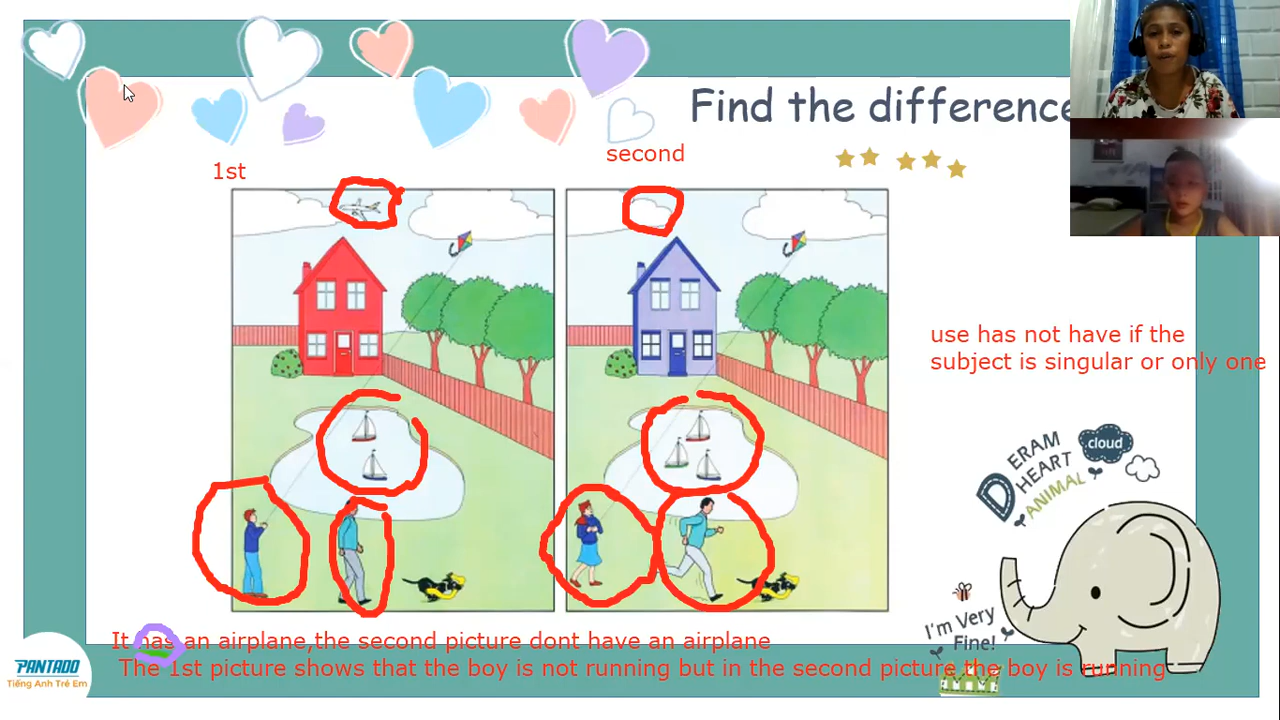 Find the difference
1st
second
use has not have if the
subject is singular or only one
DERAM
HEART
ANIMAL
cloud
I'm Very
Fine!
It has an airplane,the second picture dont have an airplane
The 1st picture shows that the boy is not running but in the second picture the boy is running
PANTADO
Tiếng Anh Trẻ Em